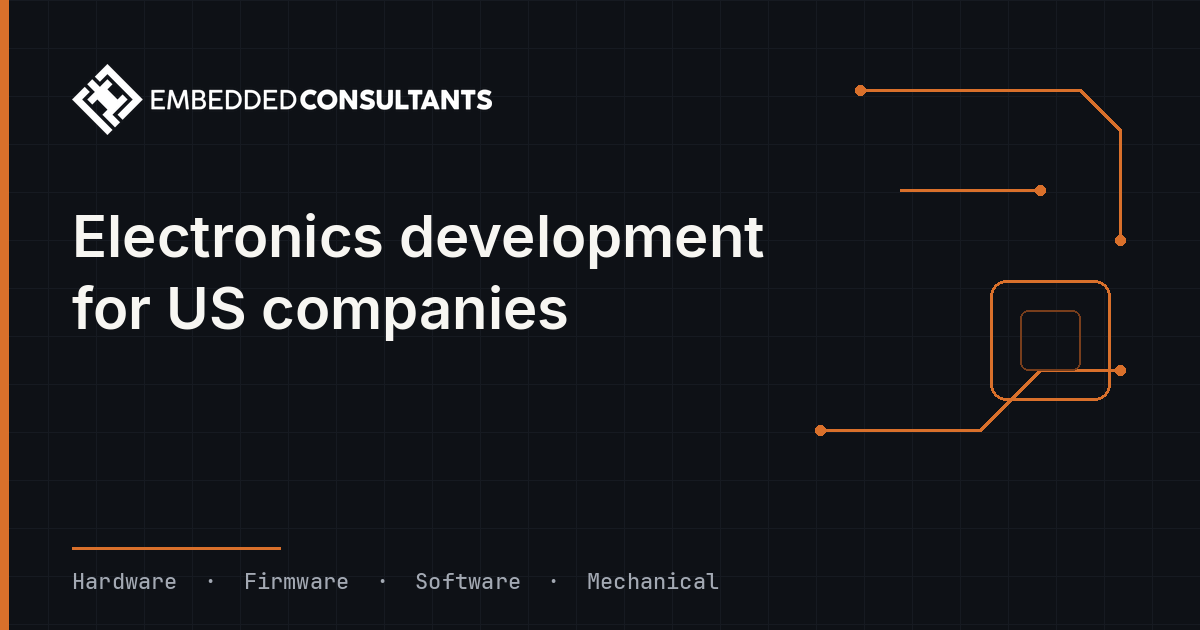 EMBEDDEDCONSULTANTS
Electronics development
for US companies
Hardware · Firmware · Software · Mechanical